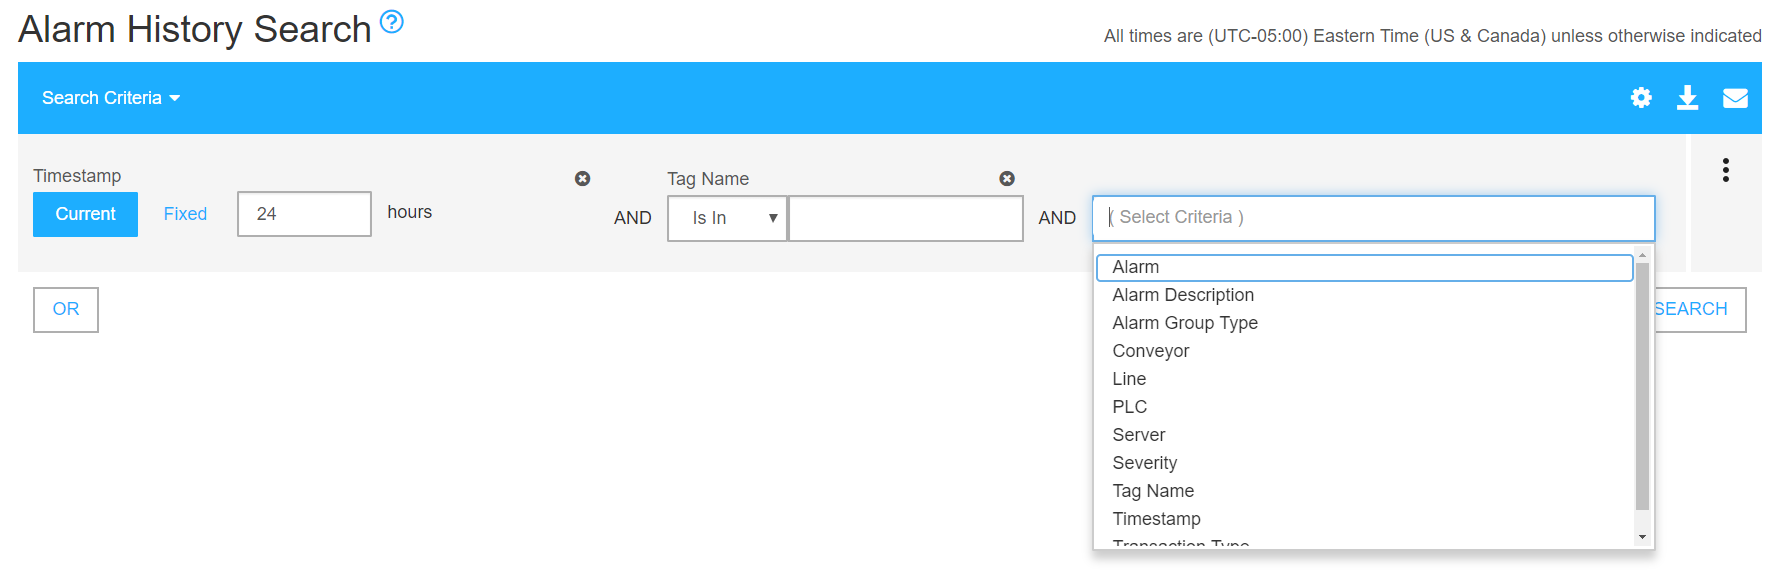 Alarm History Search ?
All times are (UTC-05:00) Eastern Time (US & Canada) unless otherwise indicated
Search Criteria
Timestamp
Current Fixed 24 hours
AND
Tag Name
Is In
AND
( Select Criteria )
Alarm
Alarm Description
Alarm Group Type
Conveyor
Line
PLC
Server
Severity
Tag Name
Timestamp
Transaction Type
OR
SEARCH